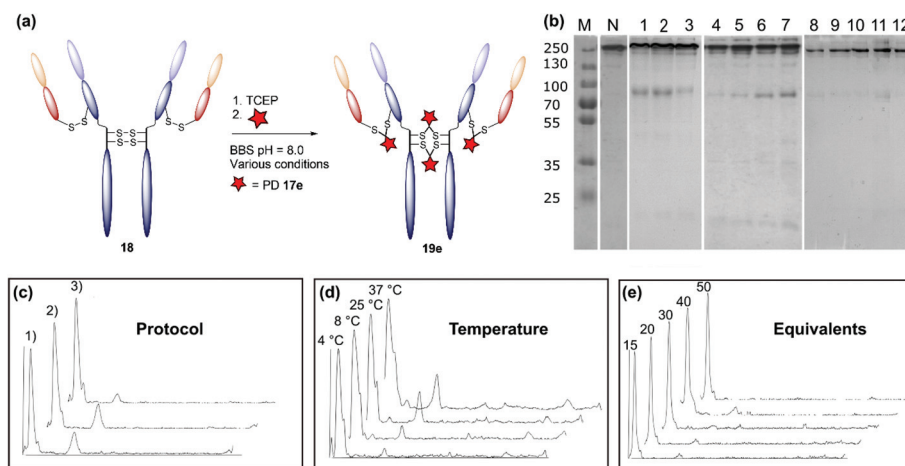 (a)
S–S
S–S
S–S
S–S
18
1. TCEP
2.
BBS pH = 8.0
Various conditions
= PD 17e
S
S
S S
S S
S
S
19e
(b)
M N 1 2 3 4 5 6 7 8 9 10 11 12
250
130
100
70
55
35
25
(c)
Protocol
1)
2)
3)
(d)
Temperature
4 °C
8 °C
25 °C
37 °C
(e)
Equivalents
15
20
30
40
50